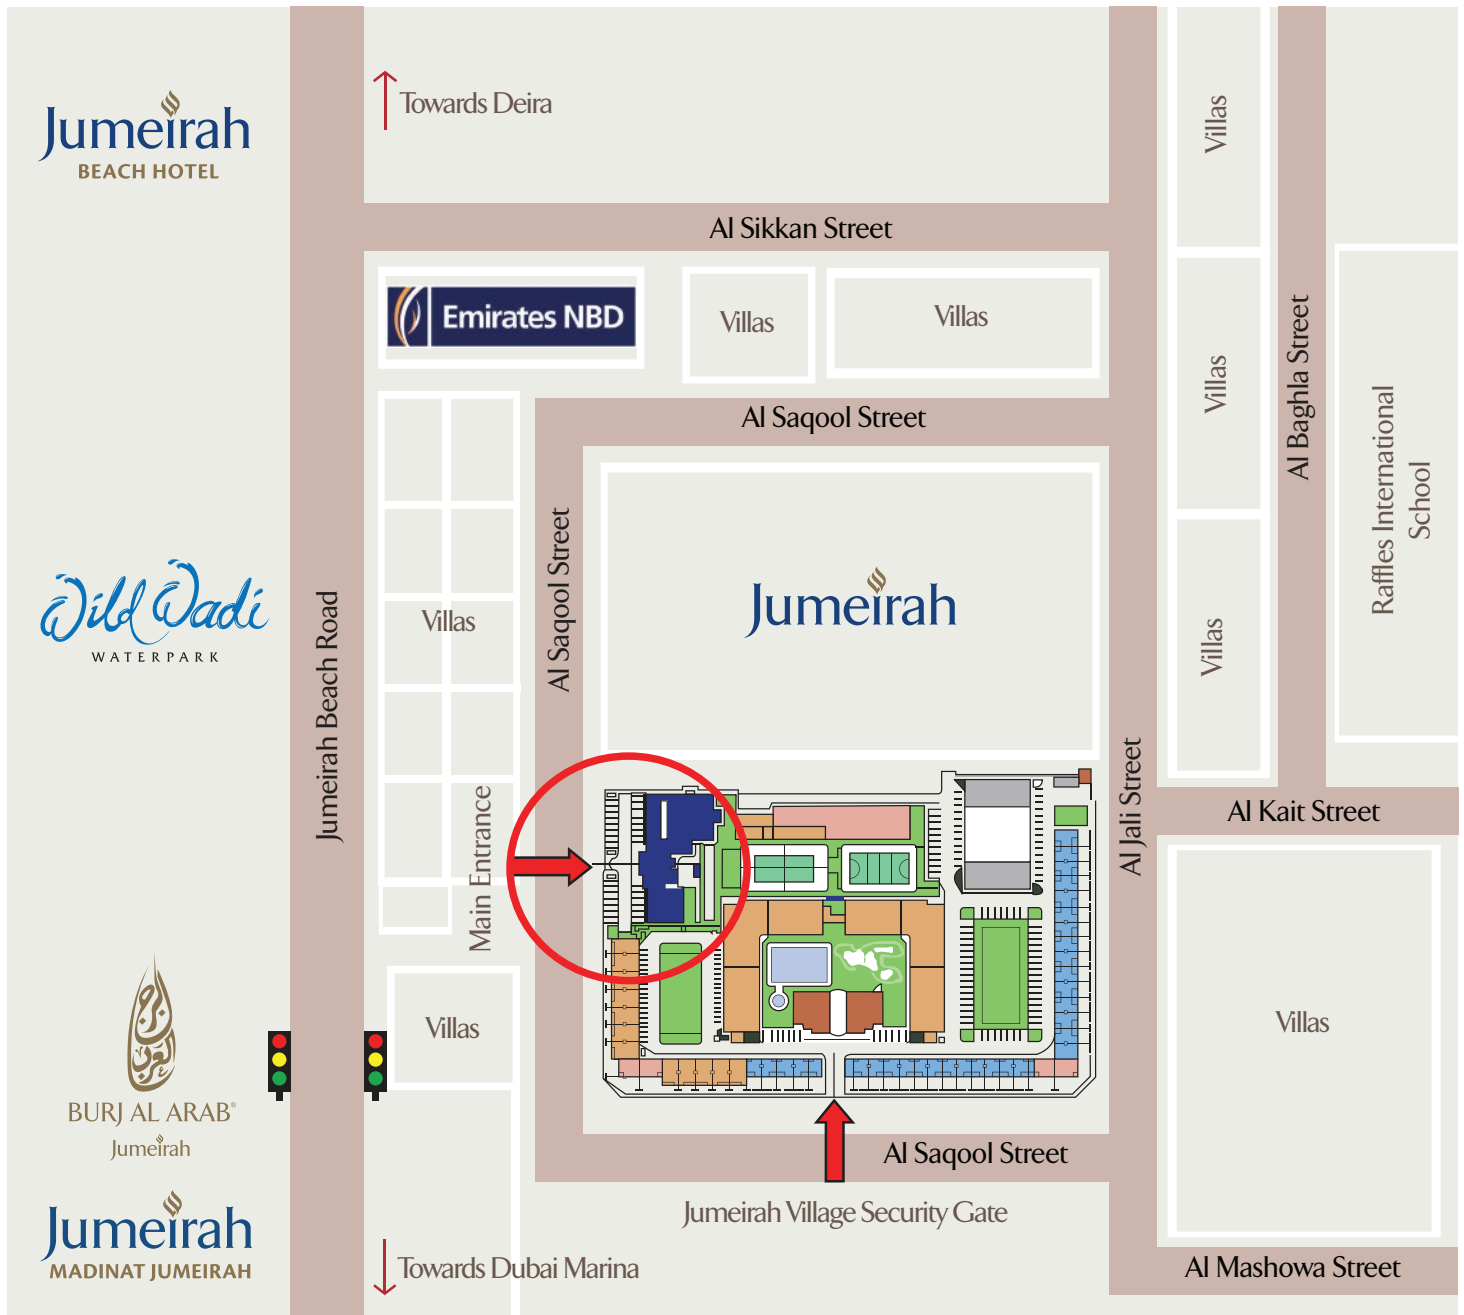 Jumeirah
BEACH HOTEL
Towards Deira
Villas
Al Sikkan Street
Emirates NBD
Villas
Villas
Villas
Al Baghla Street
Raffles International
School
Al Saqool Street
Al Saqool Street
Wild Wadi
WATERPARK
Jumeirah Beach Road
Villas
Jumeirah
Villas
Al Jali Street
Al Kait Street
Main Entrance
Villas
Villas
BURJ AL ARAB®
Jumeirah
Al Saqool Street
Jumeirah Village Security Gate
Jumeirah
MADINAT JUMEIRAH
Towards Dubai Marina
Al Mashowa Street